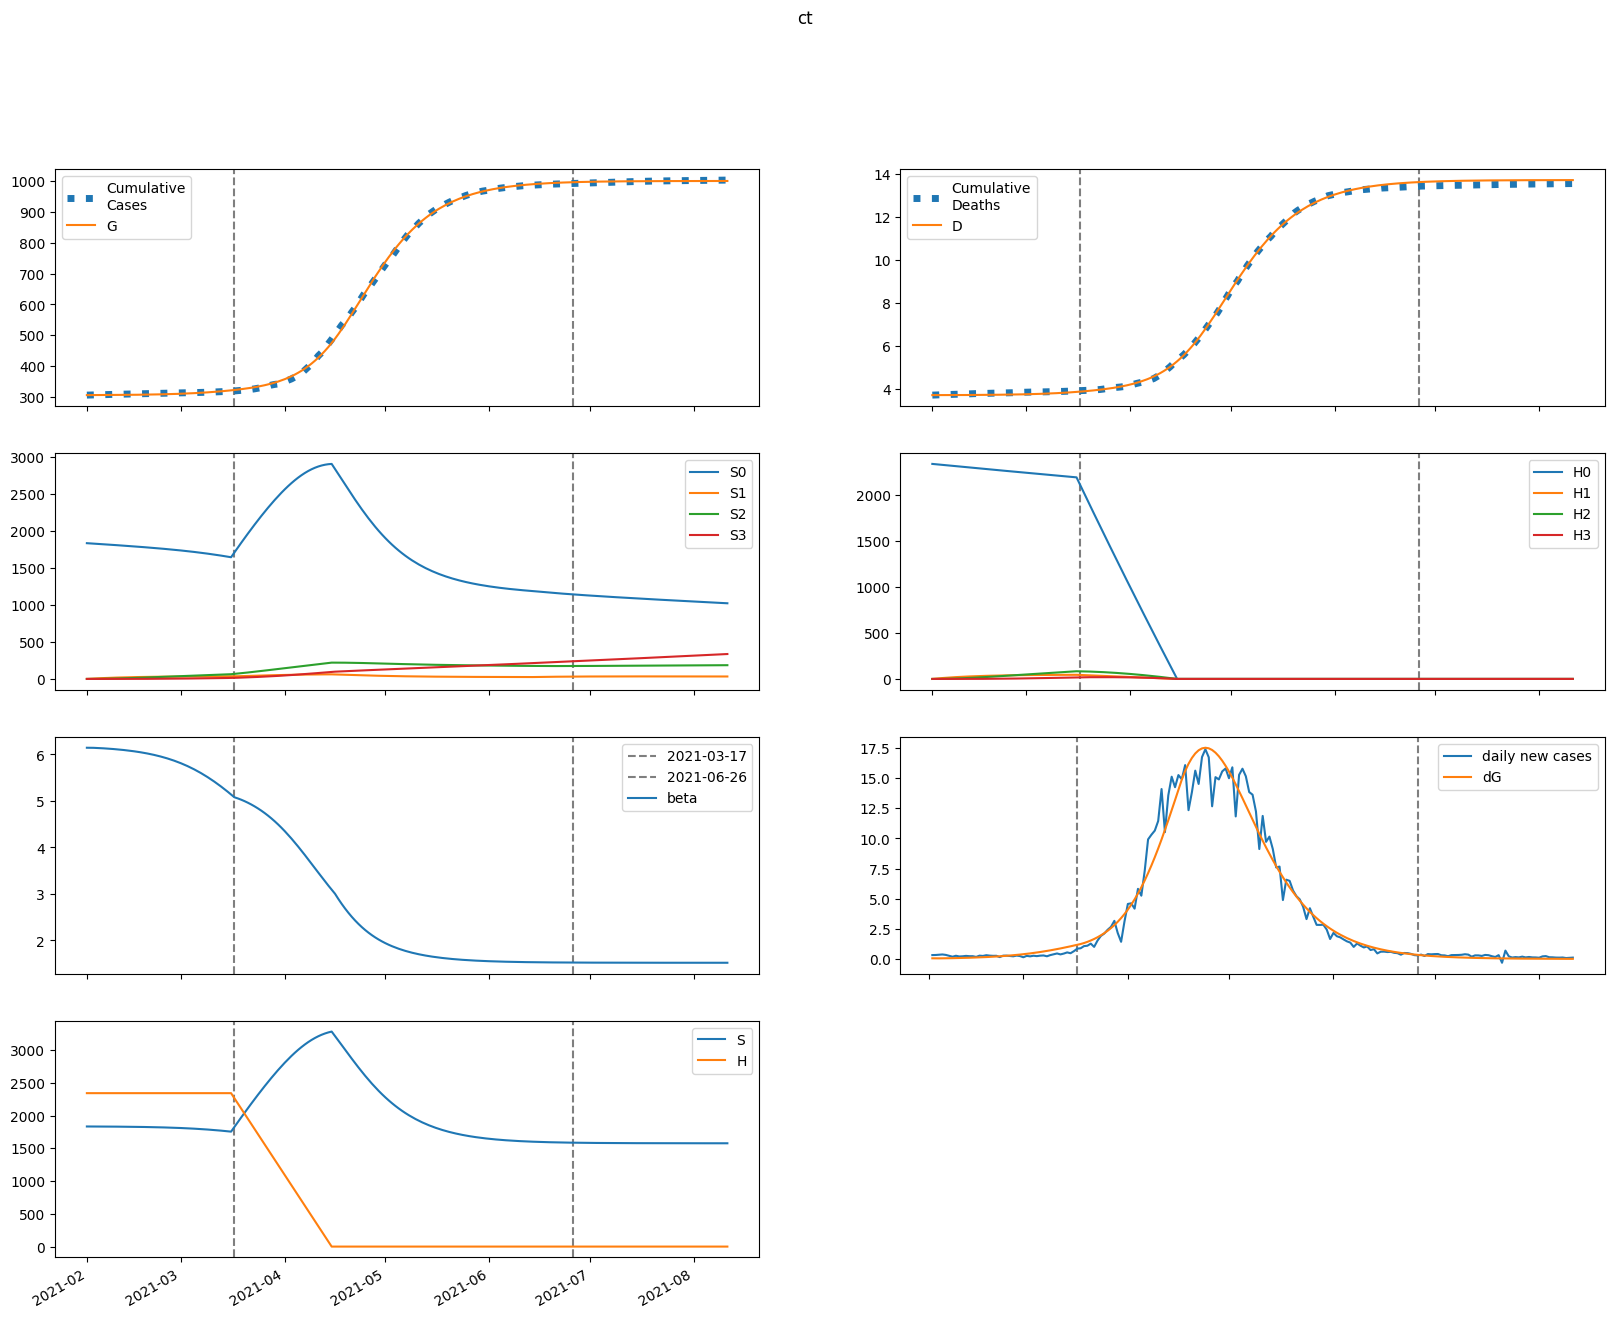 ct
1000
900
800
700
600
500
400
300
Cumulative
Cases
G
14
12
10
8
6
4
Cumulative
Deaths
D
3000
2500
2000
1500
1000
500
0
S0
S1
S2
S3
2000
1500
1000
500
0
H0
H1
H2
H3
6
5
4
3
2
2021-03-17
2021-06-26
beta
17.5
15.0
12.5
10.0
7.5
5.0
2.5
0.0
daily new cases
dG
3000
2500
2000
1500
1000
500
0
S
H
2021-02
2021-03
2021-04
2021-05
2021-06
2021-07
2021-08